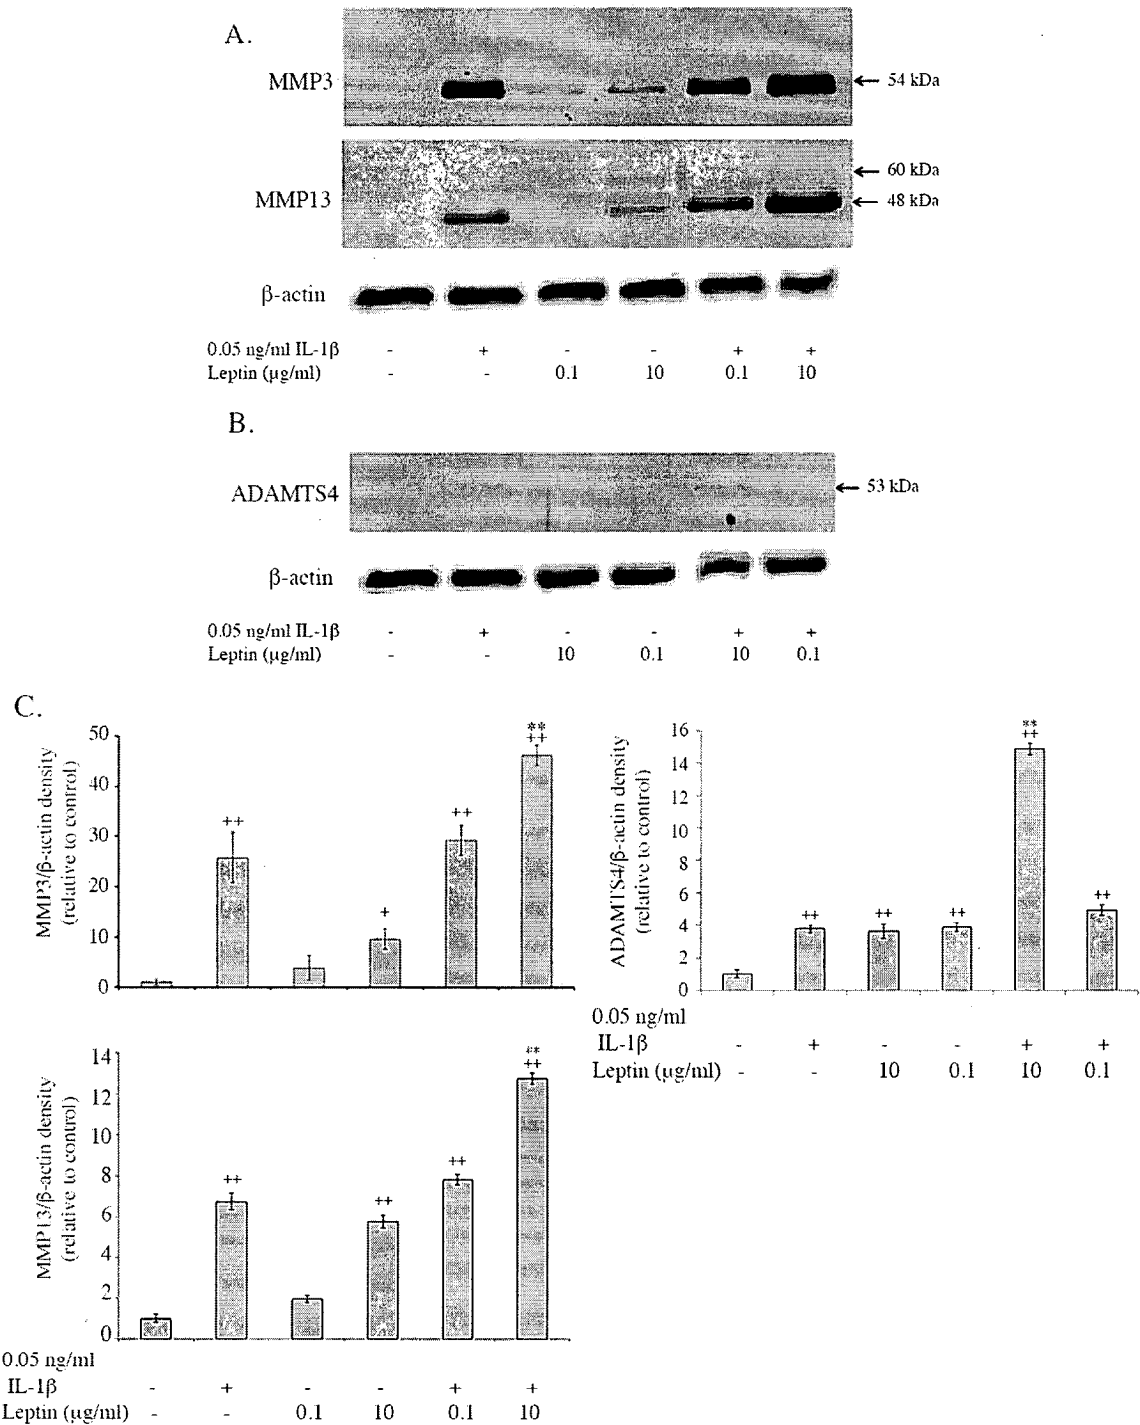 A.
MMP3
← 54 kDa
← 60 kDa
MMP13
← 48 kDa
β-actin
0.05 ng/ml IL-1β - + - - + +
Leptin (µg/ml) - - 0.1 10 0.1 10
B.
ADAMTS4
← 53 kDa
β-actin
0.05 ng/ml IL-1β - + - - + +
Leptin (µg/ml) - - 10 0.1 10 0.1
C.
MMP3/β-actin density
(relative to control)
50
40
30
20
10
0
++
+
++
**
++
ADAMTS4/β-actin density
(relative to control)
16
14
12
10
8
6
4
2
0
++
++
++
**
++
++
0.05 ng/ml
IL-1β - + - - + +
Leptin (µg/ml) - - 10 0.1 10 0.1
MMP13/β-actin density
(relative to control)
14
12
10
8
6
4
2
0
++
++
++
**
++
0.05 ng/ml
IL-1β - + - - + +
Leptin (µg/ml) - - 0.1 10 0.1 10